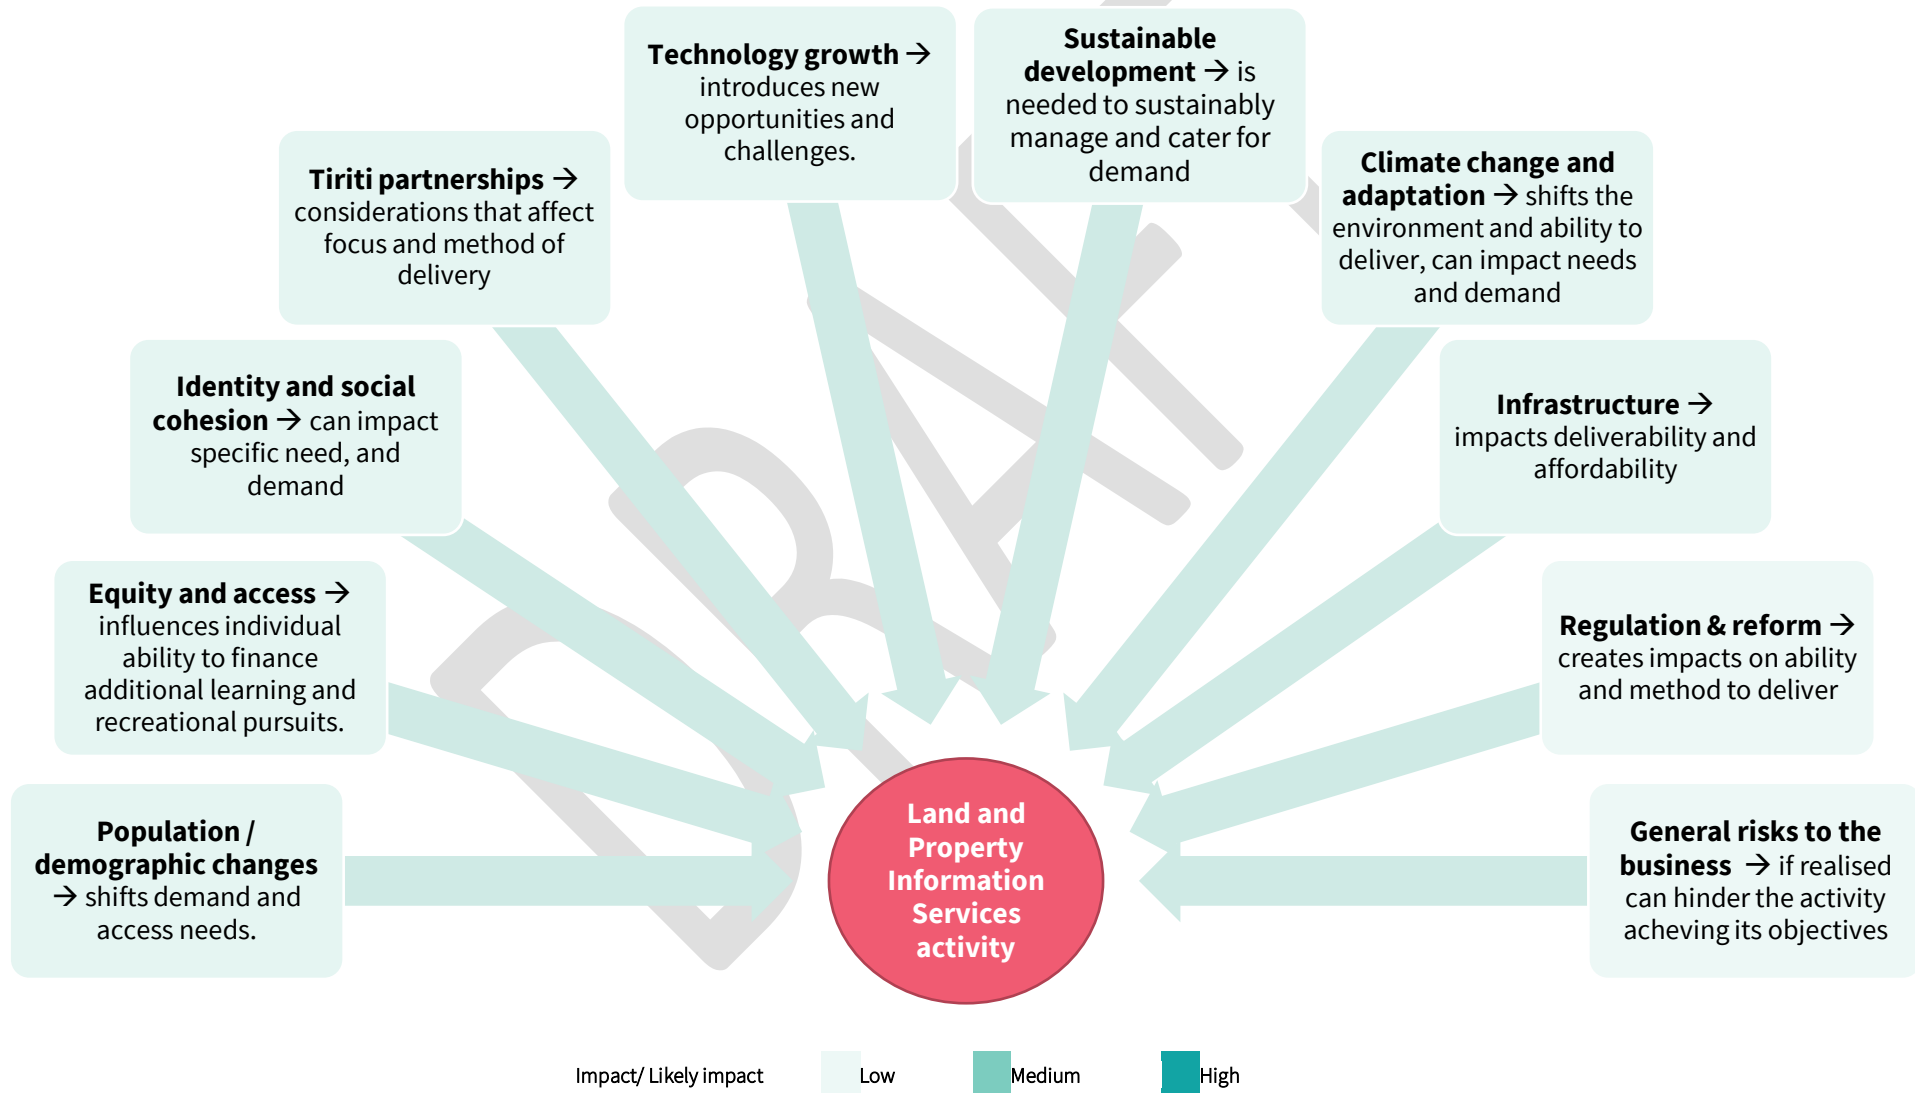 Technology growth →
introduces new
opportunities and
challenges.
Sustainable
development → is
needed to sustainably
manage and cater for
demand
Tiriti partnerships →
considerations that affect
focus and method of
delivery
Climate change and
adaptation → shifts the
environment and ability to
deliver, can impact needs
and demand
Identity and social
cohesion → can impact
specific need, and
demand
Infrastructure →
impacts deliverability and
affordability
Equity and access →
influences individual
ability to finance
additional learning and
recreational pursuits.
Regulation & reform →
creates impacts on ability
and method to deliver
Population /
demographic changes
→ shifts demand and
access needs.
General risks to the
business → if realised
can hinder the activity
acheving its objectives
Land and
Property
Information
Services
activity
DRAFT
Impact/ Likely impact Low Medium High